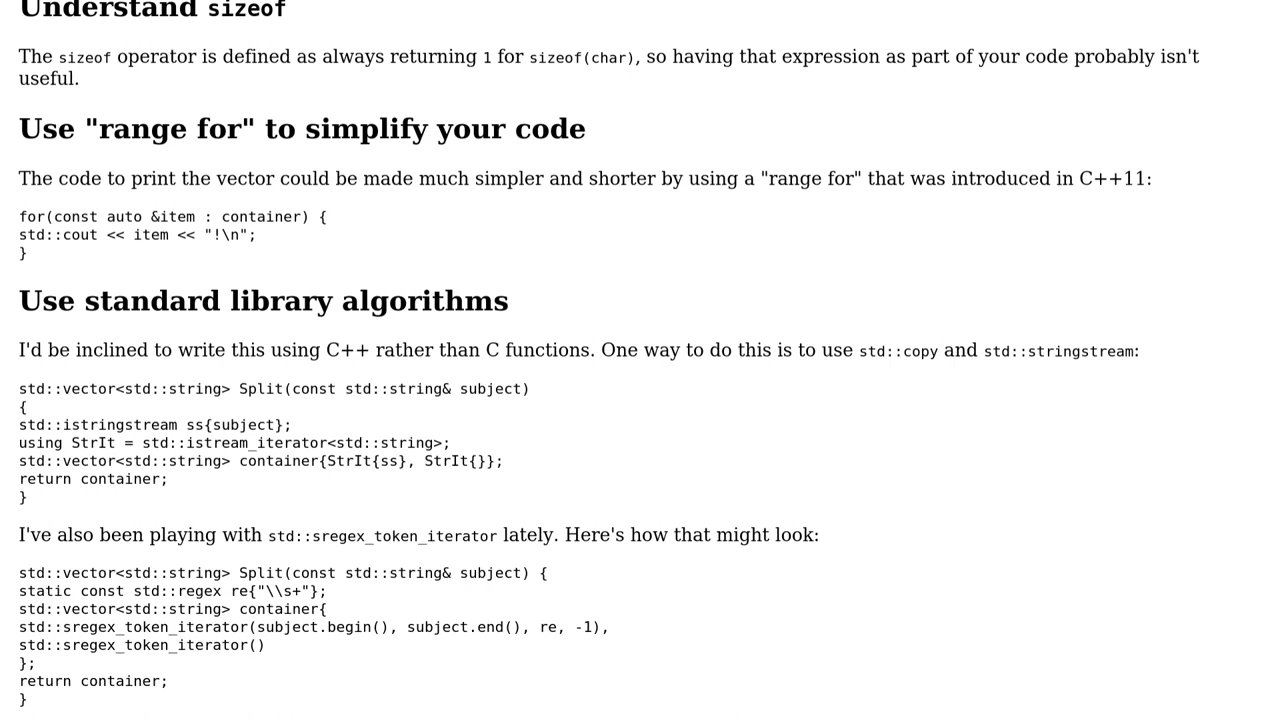 Understand sizeof
The sizeof operator is defined as always returning 1 for sizeof(char), so having that expression as part of your code probably isn't
useful.
Use "range for" to simplify your code
The code to print the vector could be made much simpler and shorter by using a "range for" that was introduced in C++11:
for(const auto &item : container) {
std::cout << item << "!\n";
}
Use standard library algorithms
I'd be inclined to write this using C++ rather than C functions. One way to do this is to use std::copy and std::stringstream:
std::vector<std::string> Split(const std::string& subject)
{
std::istringstream ss{subject};
using StrIt = std::istream_iterator<std::string>;
std::vector<std::string> container{StrIt{ss}, StrIt{}};
return container;
}
I've also been playing with std::sregex_token_iterator lately. Here's how that might look:
std::vector<std::string> Split(const std::string& subject) {
static const std::regex re{"\\s+"};
std::vector<std::string> container{
std::sregex_token_iterator(subject.begin(), subject.end(), re, -1),
std::sregex_token_iterator()
};
return container;
}